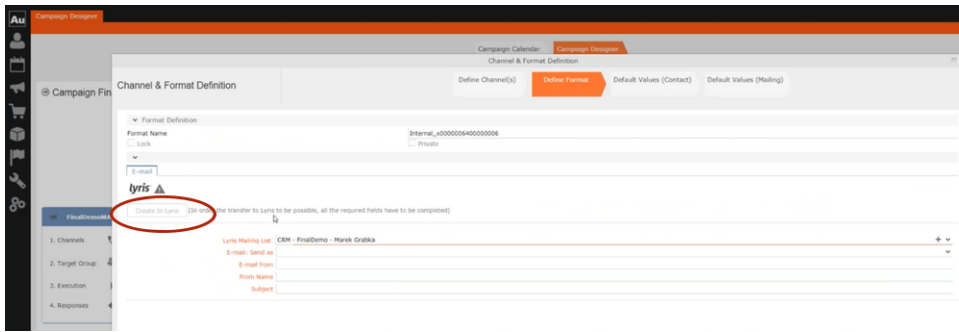 Au
Campaign Designer
Campaign Calendar
Campaign Designer
Channel & Format Definition
Campaign Fin
Channel & Format Definition
Define Channel(s)
Define Format
Default Values (Contact)
Default Values (Mailing)
Format Definition
Format Name
Internal_x0000006400000006
Lock
Private
E-mail
lyris
Create in Lyris
(In order the transfer to Lyris to be possible, all the required fields have to be completed)
FinalDemoMA
1. Channels
2. Target Group
3. Execution
4. Responses
Lyris Mailing List
CRM - FinalDemo - Marek Grabka
E-mail: Send as
E-mail from
From Name
Subject